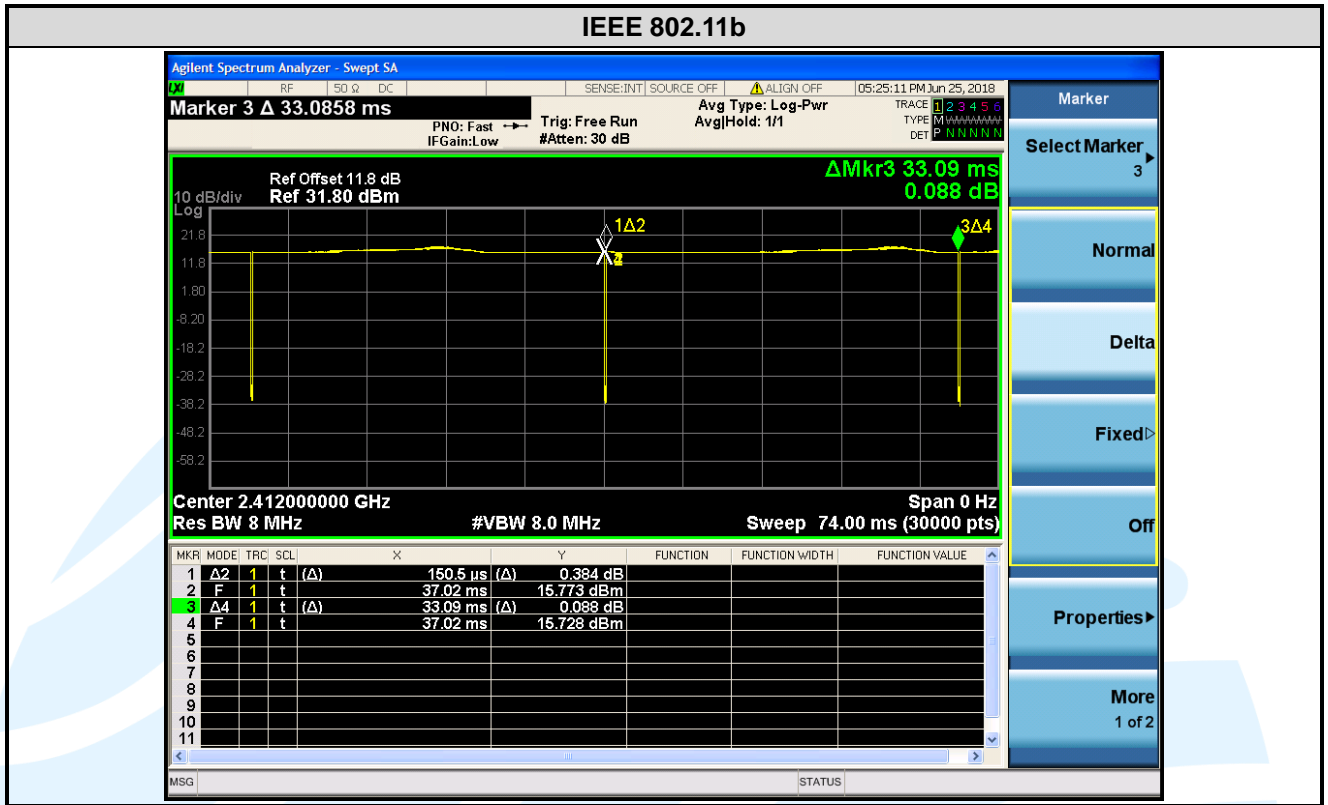 IEEE 802.11b
Agilent Spectrum Analyzer - Swept SA
LXI RF 50 Ω DC SENSE:INT SOURCE OFF ALIGN OFF 05:25:11 PM Jun 25, 2018
Marker 3 Δ 33.0858 ms
PNO: Fast
IFGain:Low
Trig: Free Run
#Atten: 30 dB
Avg Type: Log-Pwr
Avg|Hold: 1/1
TRACE 1 2 3 4 5 6
TYPE M WWWWW
DET P N N N N N
ΔMkr3 33.09 ms
0.088 dB
Ref Offset 11.8 dB
10 dB/div Ref 31.80 dBm
Log
21.8
11.8
1.80
-8.20
-18.2
-28.2
-38.2
-48.2
-58.2
1Δ2
3Δ4
Center 2.412000000 GHz
Span 0 Hz
Res BW 8 MHz
#VBW 8.0 MHz
Sweep 74.00 ms (30000 pts)
MKR MODE TRC SCL X Y FUNCTION FUNCTION WIDTH FUNCTION VALUE
1 Δ2 1 t (Δ) 150.5 µs (Δ) 0.384 dB
2 F 1 t 37.02 ms 15.773 dBm
3 Δ4 1 t (Δ) 33.09 ms (Δ) 0.088 dB
4 F 1 t 37.02 ms 15.728 dBm
5
6
7
8
9
10
11
MSG
STATUS
Marker
Select Marker
3
Normal
Delta
Fixed
Off
Properties
More
1 of 2